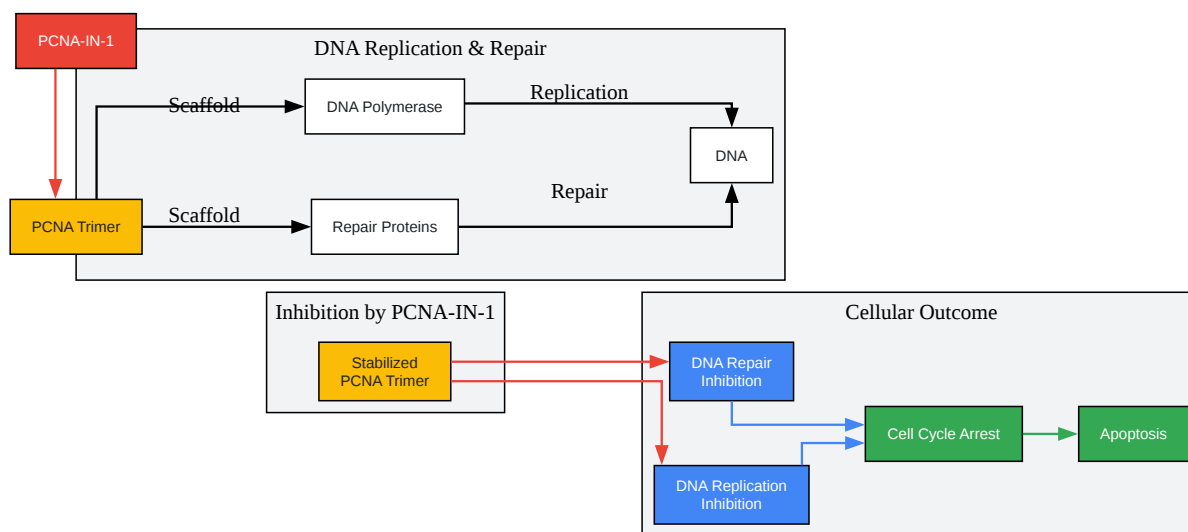 PCNA-IN-1
DNA Replication & Repair
Scaffold
DNA Polymerase
Replication
DNA
PCNA Trimer
Scaffold
Repair Proteins
Repair
Inhibition by PCNA-IN-1
Stabilized
PCNA Trimer
Cellular Outcome
DNA Repair
Inhibition
Cell Cycle Arrest
Apoptosis
DNA Replication
Inhibition